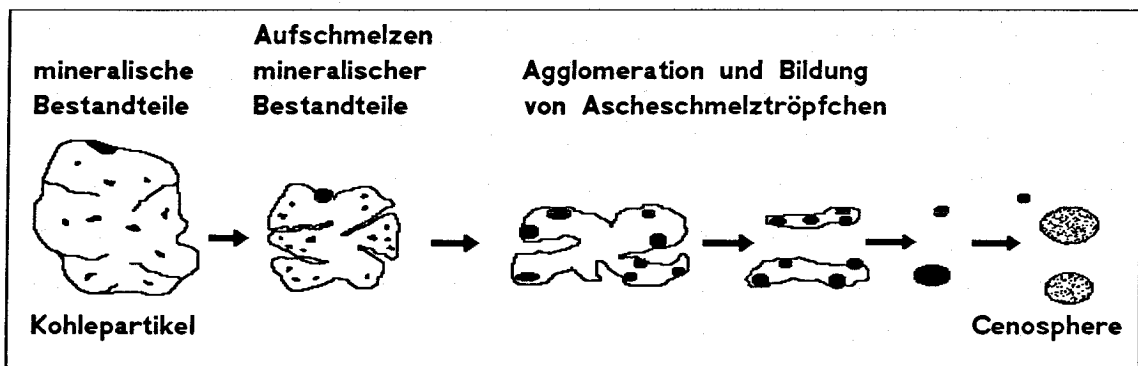 mineralische
Bestandteile
Aufschmelzen
mineralischer
Bestandteile
Agglomeration und Bildung
von Ascheschmelztröpfchen
Kohlepartikel
Cenosphere